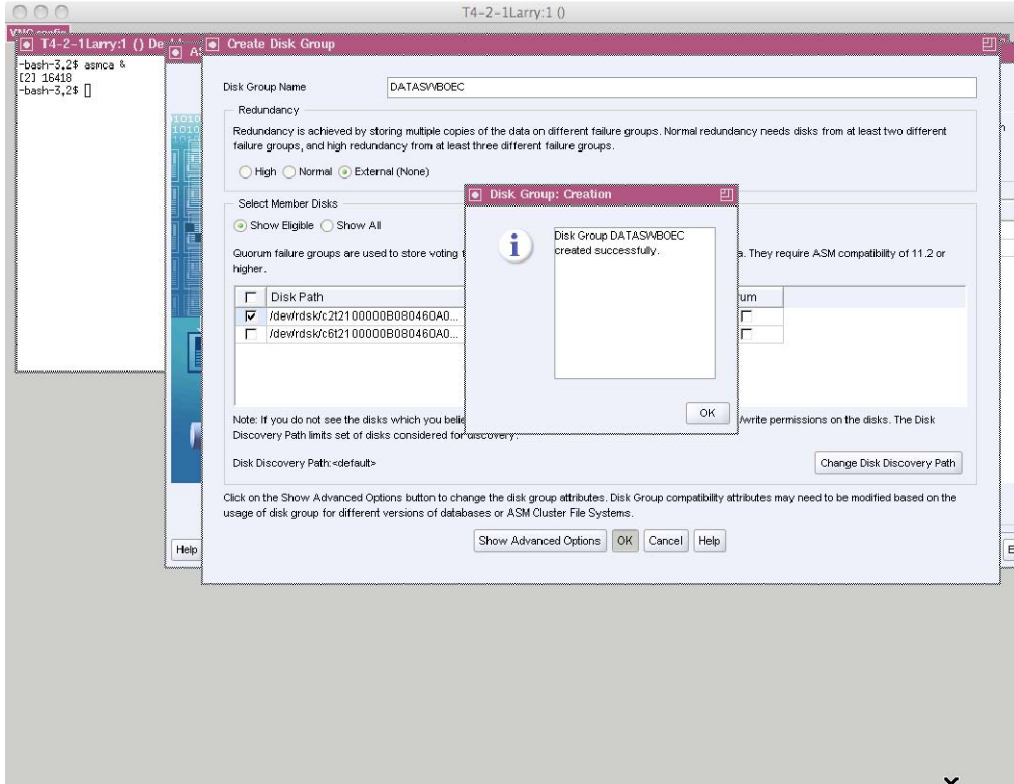 T4-2-1Larry:1 ()
VNC config
T4-2-1Larry:1 () De
-bash-3.2$ asmca &
[2] 16418
-bash-3.2$
Create Disk Group
Disk Group Name
DATASWBOEC
Redundancy
Redundancy is achieved by storing multiple copies of the data on different failure groups. Normal redundancy needs disks from at least two different
failure groups, and high redundancy from at least three different failure groups.
High Normal External (None)
Select Member Disks
Show Eligible Show All
Quorum failure groups are used to store voting
a. They require ASM compatibility of 11.2 or
higher.
Disk Path
um
/dev/rdsk/c2t2100000B080460A0...
/dev/rdsk/c6t2100000B080460A0...
Disk Group: Creation
Disk Group DATASWBOEC
created successfully.
OK
Note: If you do not see the disks which you belie
/write permissions on the disks. The Disk
Discovery Path limits set of disks considered for discovery.
Disk Discovery Path:<default>
Change Disk Discovery Path
Click on the Show Advanced Options button to change the disk group attributes. Disk Group compatibility attributes may need to be modified based on the
usage of disk group for different versions of databases or ASM Cluster File Systems.
Show Advanced Options OK Cancel Help
Help